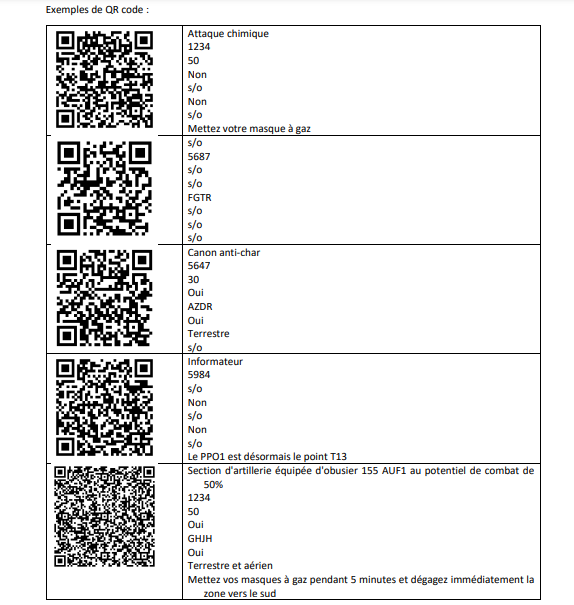 Exemples de QR code :
Attaque chimique
1234
50
Non
s/o
Non
s/o
Mettez votre masque à gaz
s/o
5687
s/o
s/o
FGTR
s/o
s/o
s/o
Canon anti-char
5647
30
Oui
AZDR
Oui
Terrestre
s/o
Informateur
5984
s/o
Non
s/o
Non
s/o
Le PPO1 est désormais le point T13
Section d'artillerie équipée d'obusier 155 AUF1 au potentiel de combat de
50%
1234
50
Oui
GHJH
Oui
Terrestre et aérien
Mettez vos masques à gaz pendant 5 minutes et dégagez immédiatement la
zone vers le sud